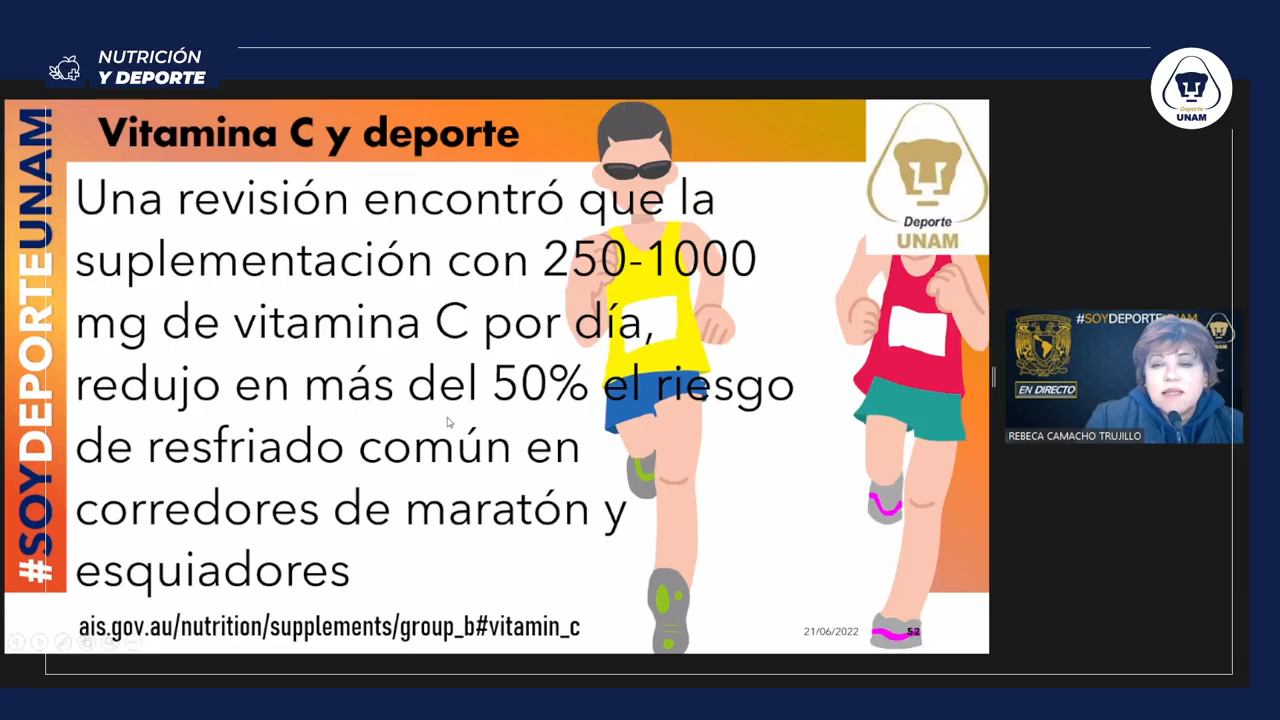 NUTRICIÓN
Y DEPORTE
Deporte
UNAM
#SOYDEPORTEUNAM
Vitamina C y deporte
Una revisión encontró que la
suplementación con 250-1000
mg de vitamina C por día,
redujo en más del 50% el riesgo
de resfriado común en
corredores de maratón y
esquiadores
ais.gov.au/nutrition/supplements/group_b#vitamin_c
21/06/2022
52
Deporte
UNAM
#SOYDEPORTEUNAM
EN DIRECTO
REBECA CAMACHO TRUJILLO